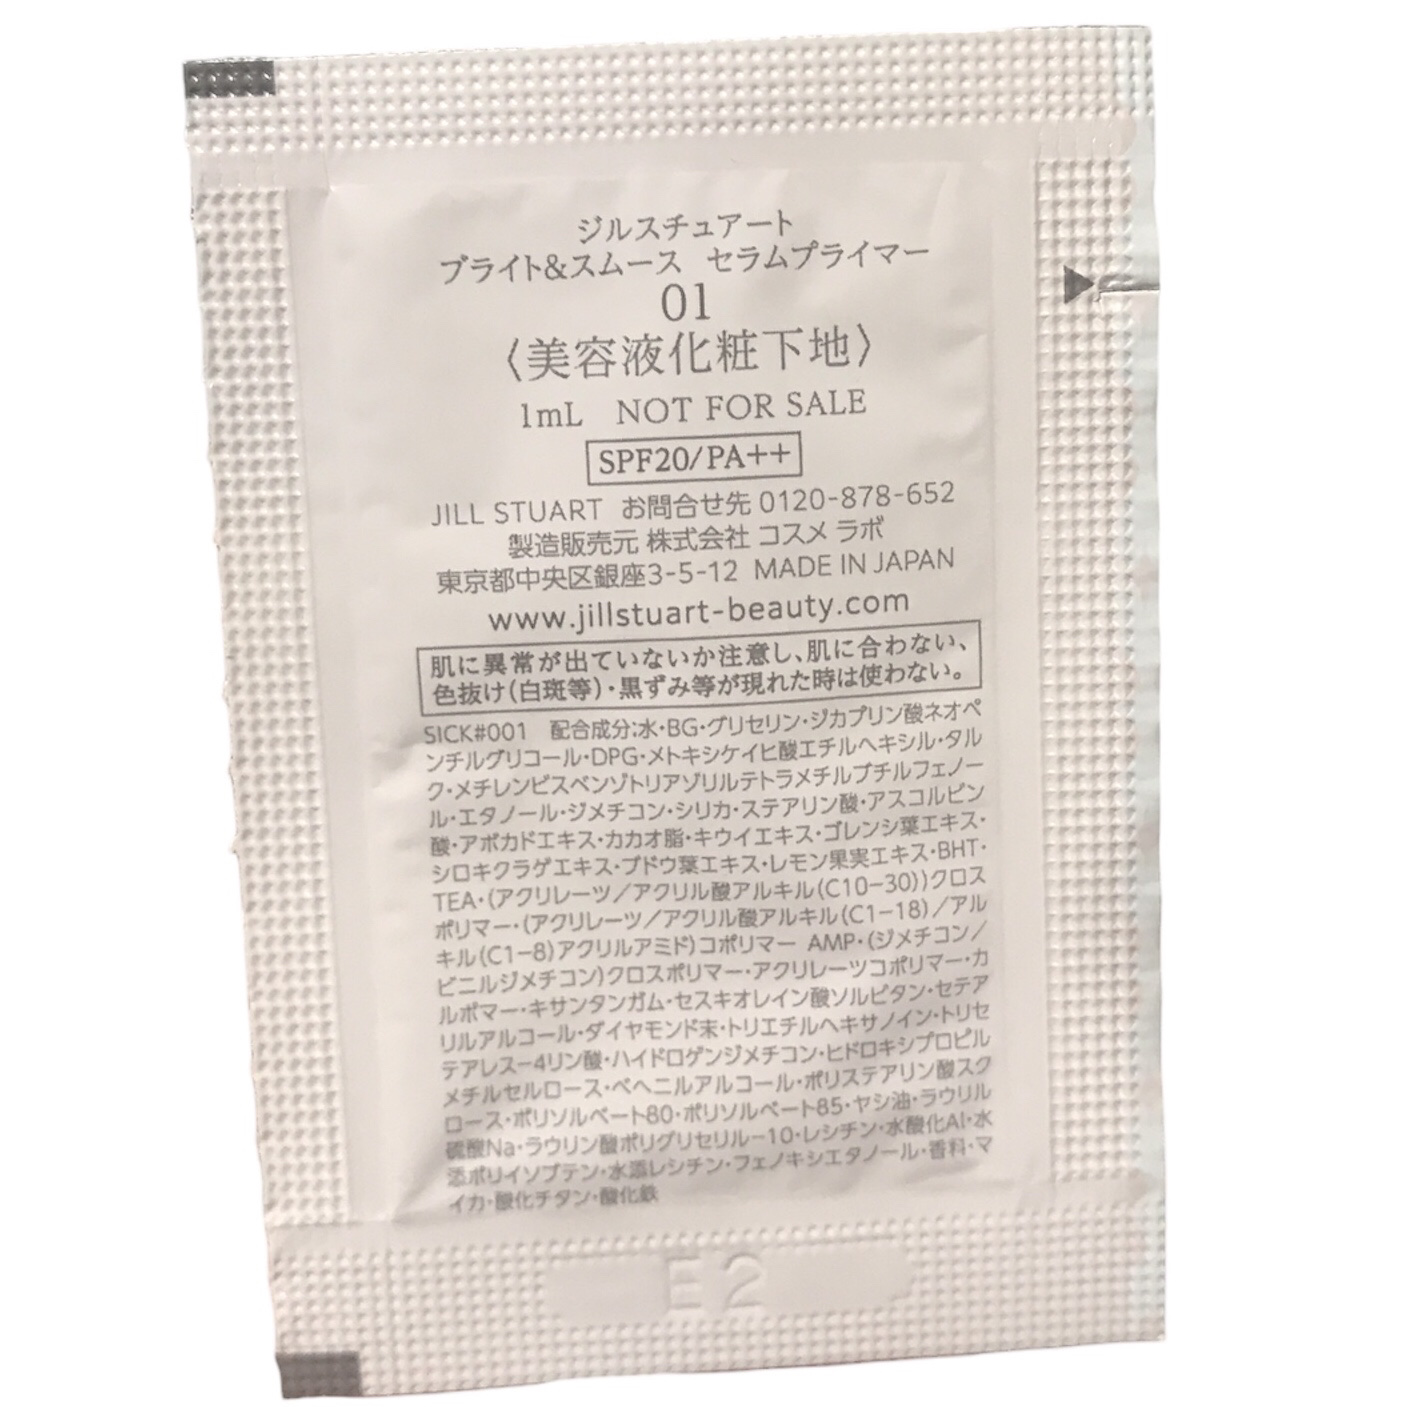 ジルスチュアート
ブライト&スムース セラムプライマー
01
〈美容液化粧下地〉
1mL NOT FOR SALE
SPF20/PA++
JILL STUART お問合せ先 0120-878-652
製造販売元 株式会社 コスメ ラボ
東京都中央区銀座3-5-12 MADE IN JAPAN
www.jillstuart-beauty.com
肌に異常が出ていないか注意し、肌に合わない、
色抜け(白斑等)・黒ずみ等が現れた時は使わない。
SICK#001 配合成分:水・BG・グリセリン・ジカプリン酸ネオペ
ンチルグリコール・DPG・メトキシケイヒ酸エチルヘキシル・タル
ク・メチレンビスベンゾトリアゾリルテトラメチルブチルフェノー
ル・エタノール・ジメチコン・シリカ・ステアリン酸・アスコルビン
酸・アボカドエキス・カカオ脂・キウイエキス・ゴレンシ葉エキス・
シロキクラゲエキス・ブドウ葉エキス・レモン果実エキス・BHT・
TEA・(アクリレーツ/アクリル酸アルキル(C10-30))クロス
ポリマー・(アクリレーツ/アクリル酸アルキル(C1-18)/アル
キル(C1-8)アクリルアミド)コポリマー AMP・(ジメチコン/
ビニルジメチコン)クロスポリマー・アクリレーツコポリマー・カ
ルボマー・キサンタンガム・セスキオレイン酸ソルビタン・セテア
リルアルコール・ダイヤモンド末・トリエチルヘキサノイン・トリセ
テアレス-4リン酸・ハイドロゲンジメチコン・ヒドロキシプロピル
メチルセルロース・ベヘニルアルコール・ポリステアリン酸スク
ロース・ポリソルベート80・ポリソルベート85・ヤシ油・ラウリル
硫酸Na・ラウリン酸ポリグリセリル-10・レシチン・水酸化Al・水
添ポリイソブテン・水添レシチン・フェノキシエタノール・香料・マ
イカ・酸化チタン・酸化鉄
E2